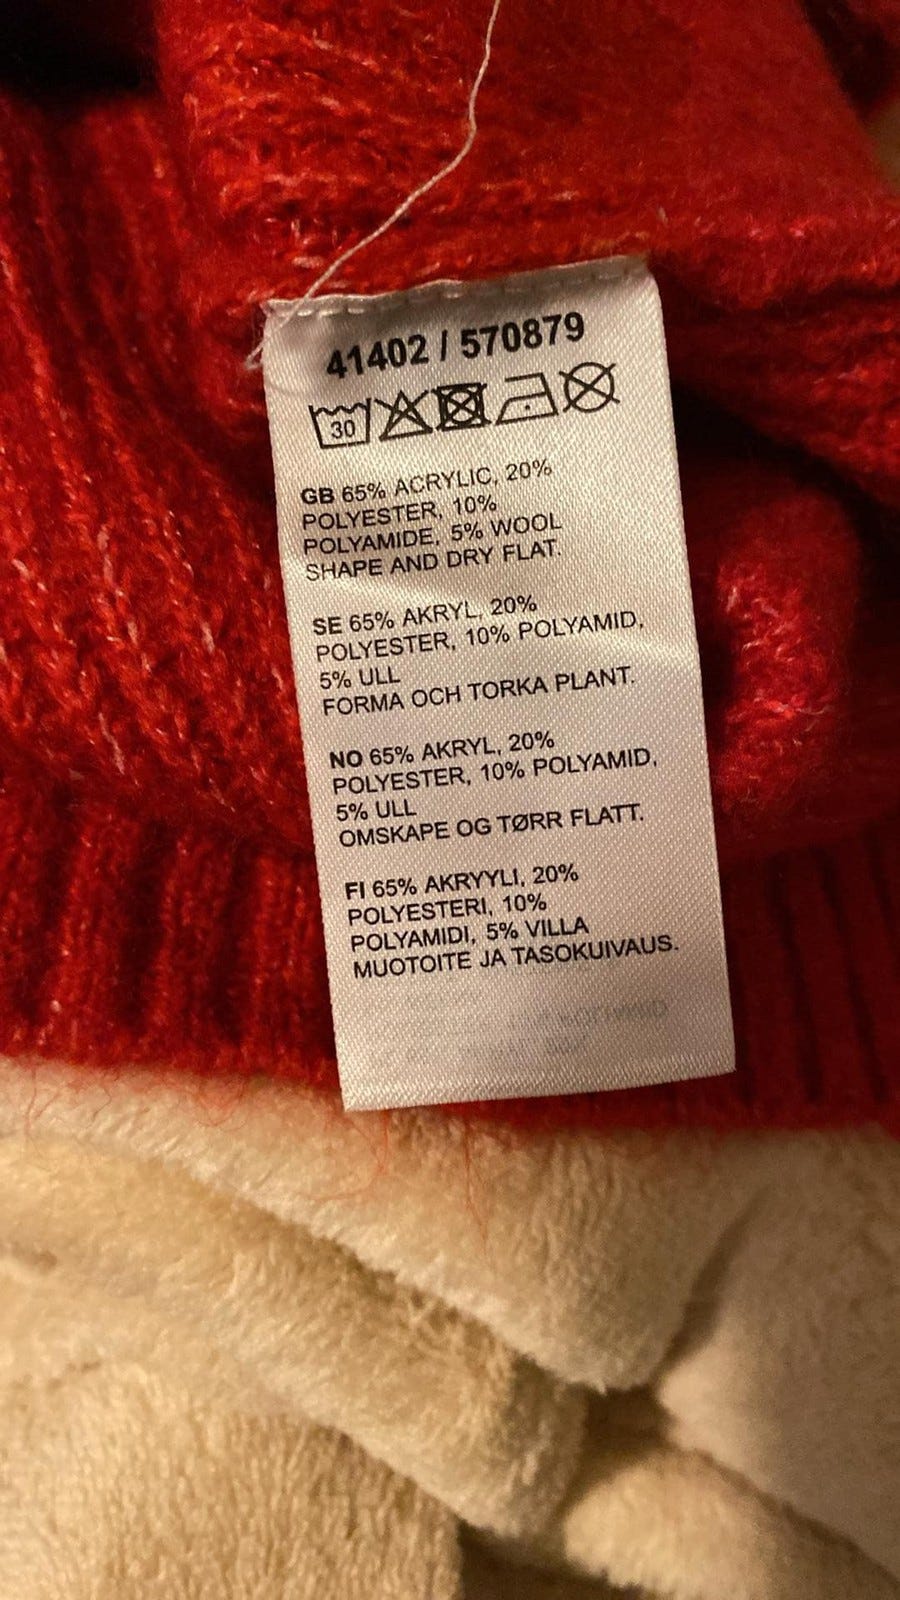 41402 / 570879
30
GB 65% ACRYLIC, 20%
POLYESTER, 10%
POLYAMIDE, 5% WOOL
SHAPE AND DRY FLAT.
SE 65% AKRYL, 20%
POLYESTER, 10% POLYAMID,
5% ULL
FORMA OCH TORKA PLANT.
NO 65% AKRYL, 20%
POLYESTER, 10% POLYAMID,
5% ULL
OMSKAPE OG TØRR FLATT.
FI 65% AKRYYLI, 20%
POLYESTERI, 10%
POLYAMIDI, 5% VILLA
MUOTOITE JA TASOKUIVAUS.